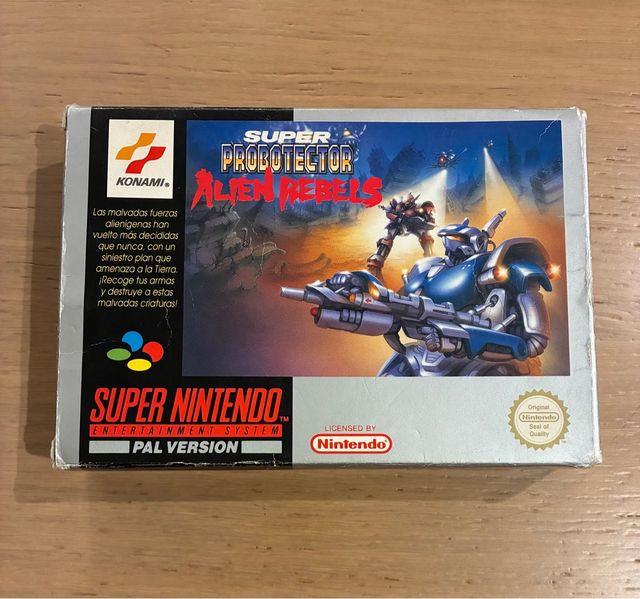 KONAMI®
Las malvadas fuerzas
alienígenas han
vuelto más decididas
que nunca, con un
siniestro plan que
amenaza a la Tierra.
¡Recoge tus armas
y destruye a estas
malvadas criaturas!
SUPER
PROBOTECTOR
ALIEN REBELS
SUPER NINTENDO™
ENTERTAINMENT SYSTEM
PAL VERSION
LICENSED BY
Nintendo®
Original
Nintendo
Seal of
Quality